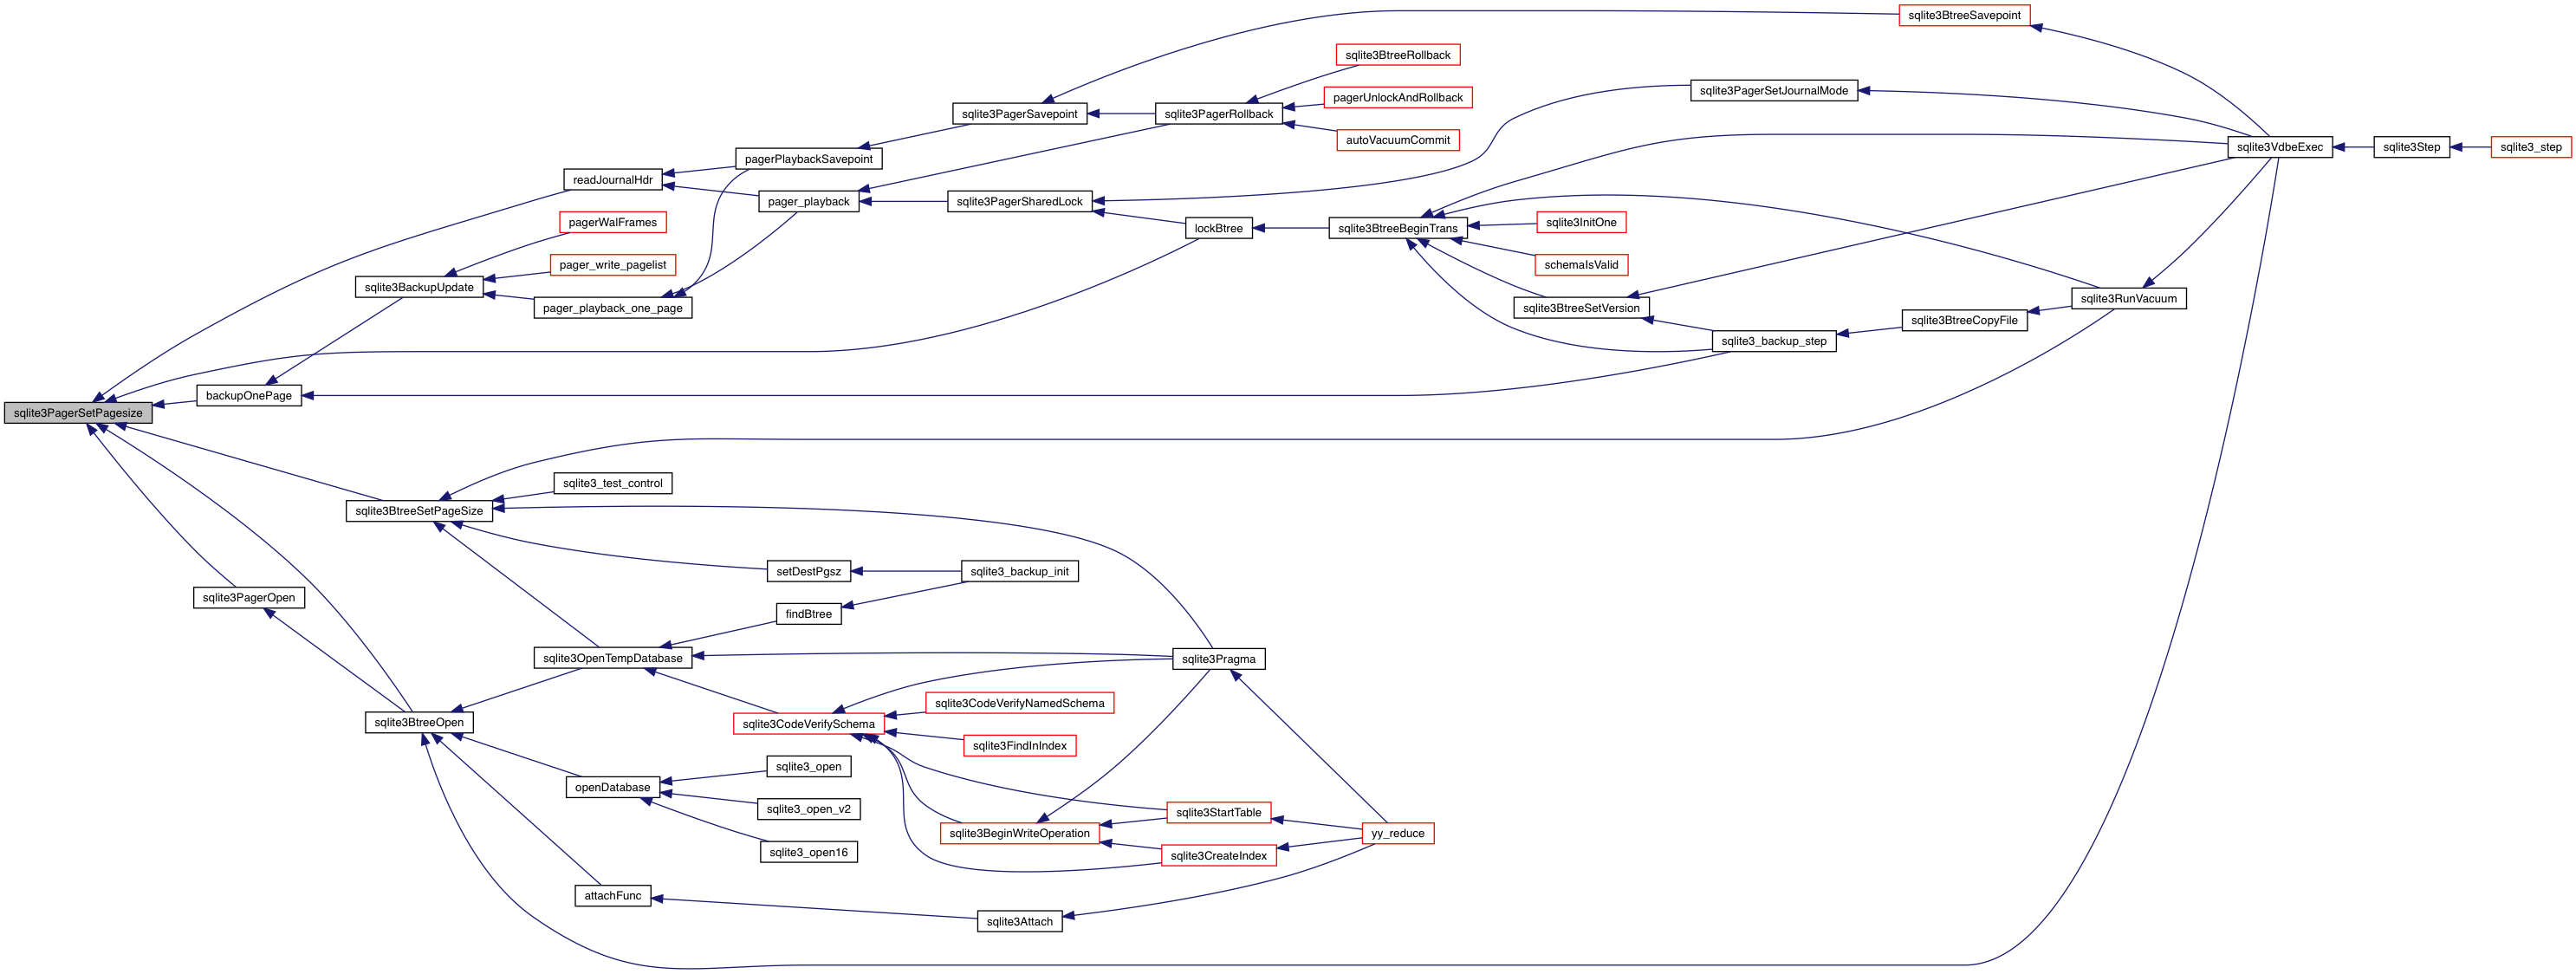 sqlite3BtreeSavepoint
sqlite3BtreeRollback
sqlite3PagerSetJournalMode
pagerUnlockAndRollback
sqlite3PagerSavepoint
sqlite3PagerRollback
autoVacuumCommit
sqlite3VdbeExec
sqlite3Step
sqlite3_step
pagerPlaybackSavepoint
readJournalHdr
pager_playback
sqlite3PagerSharedLock
pagerWalFrames
lockBtree
sqlite3BtreeBeginTrans
sqlite3InitOne
pager_write_pagelist
schemaIsValid
sqlite3BackupUpdate
sqlite3RunVacuum
pager_playback_one_page
sqlite3BtreeSetVersion
sqlite3BtreeCopyFile
sqlite3_backup_step
backupOnePage
sqlite3PagerSetPagesize
sqlite3_test_control
sqlite3BtreeSetPageSize
setDestPgsz
sqlite3_backup_init
sqlite3PagerOpen
findBtree
sqlite3OpenTempDatabase
sqlite3Pragma
sqlite3CodeVerifyNamedSchema
sqlite3BtreeOpen
sqlite3CodeVerifySchema
sqlite3FindInIndex
sqlite3_open
openDatabase
sqlite3_open_v2
sqlite3StartTable
sqlite3BeginWriteOperation
yy_reduce
sqlite3_open16
sqlite3CreateIndex
attachFunc
sqlite3Attach